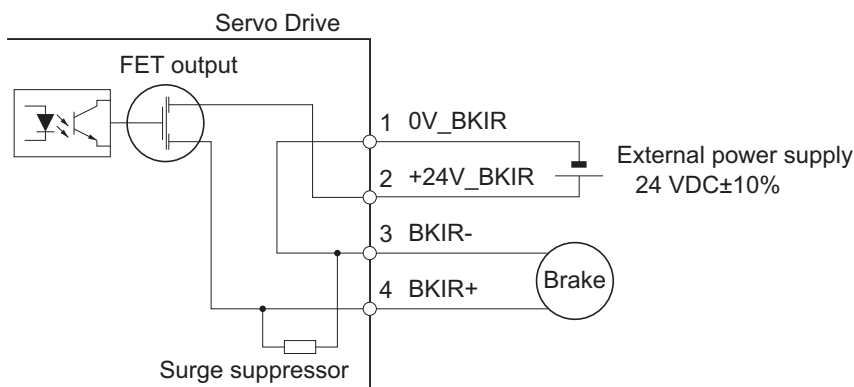 Servo Drive
FET output
1 0V_BKIR
2 +24V_BKIR
External power supply
24 VDC±10%
3 BKIR-
4 BKIR+
Brake
Surge suppressor